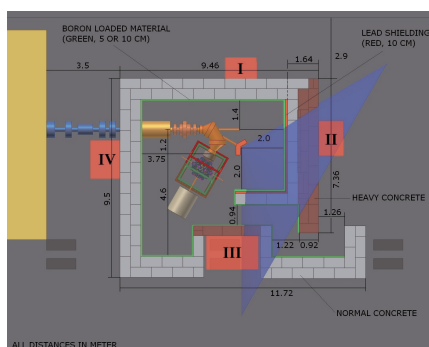 BORON LOADED MATERIAL
(GREEN, 5 OR 10 CM)
LEAD SHIELDING
(RED, 10 CM)
3.5
9.46
I
1.64
2.9
1.4
2.0
II
IV
1.2
3.75
2.0
9.5
4.6
7.36
0.94
HEAVY CONCRETE
1.26
III
1.22
0.92
11.72
NORMAL CONCRETE
ALL DISTANCES IN METER